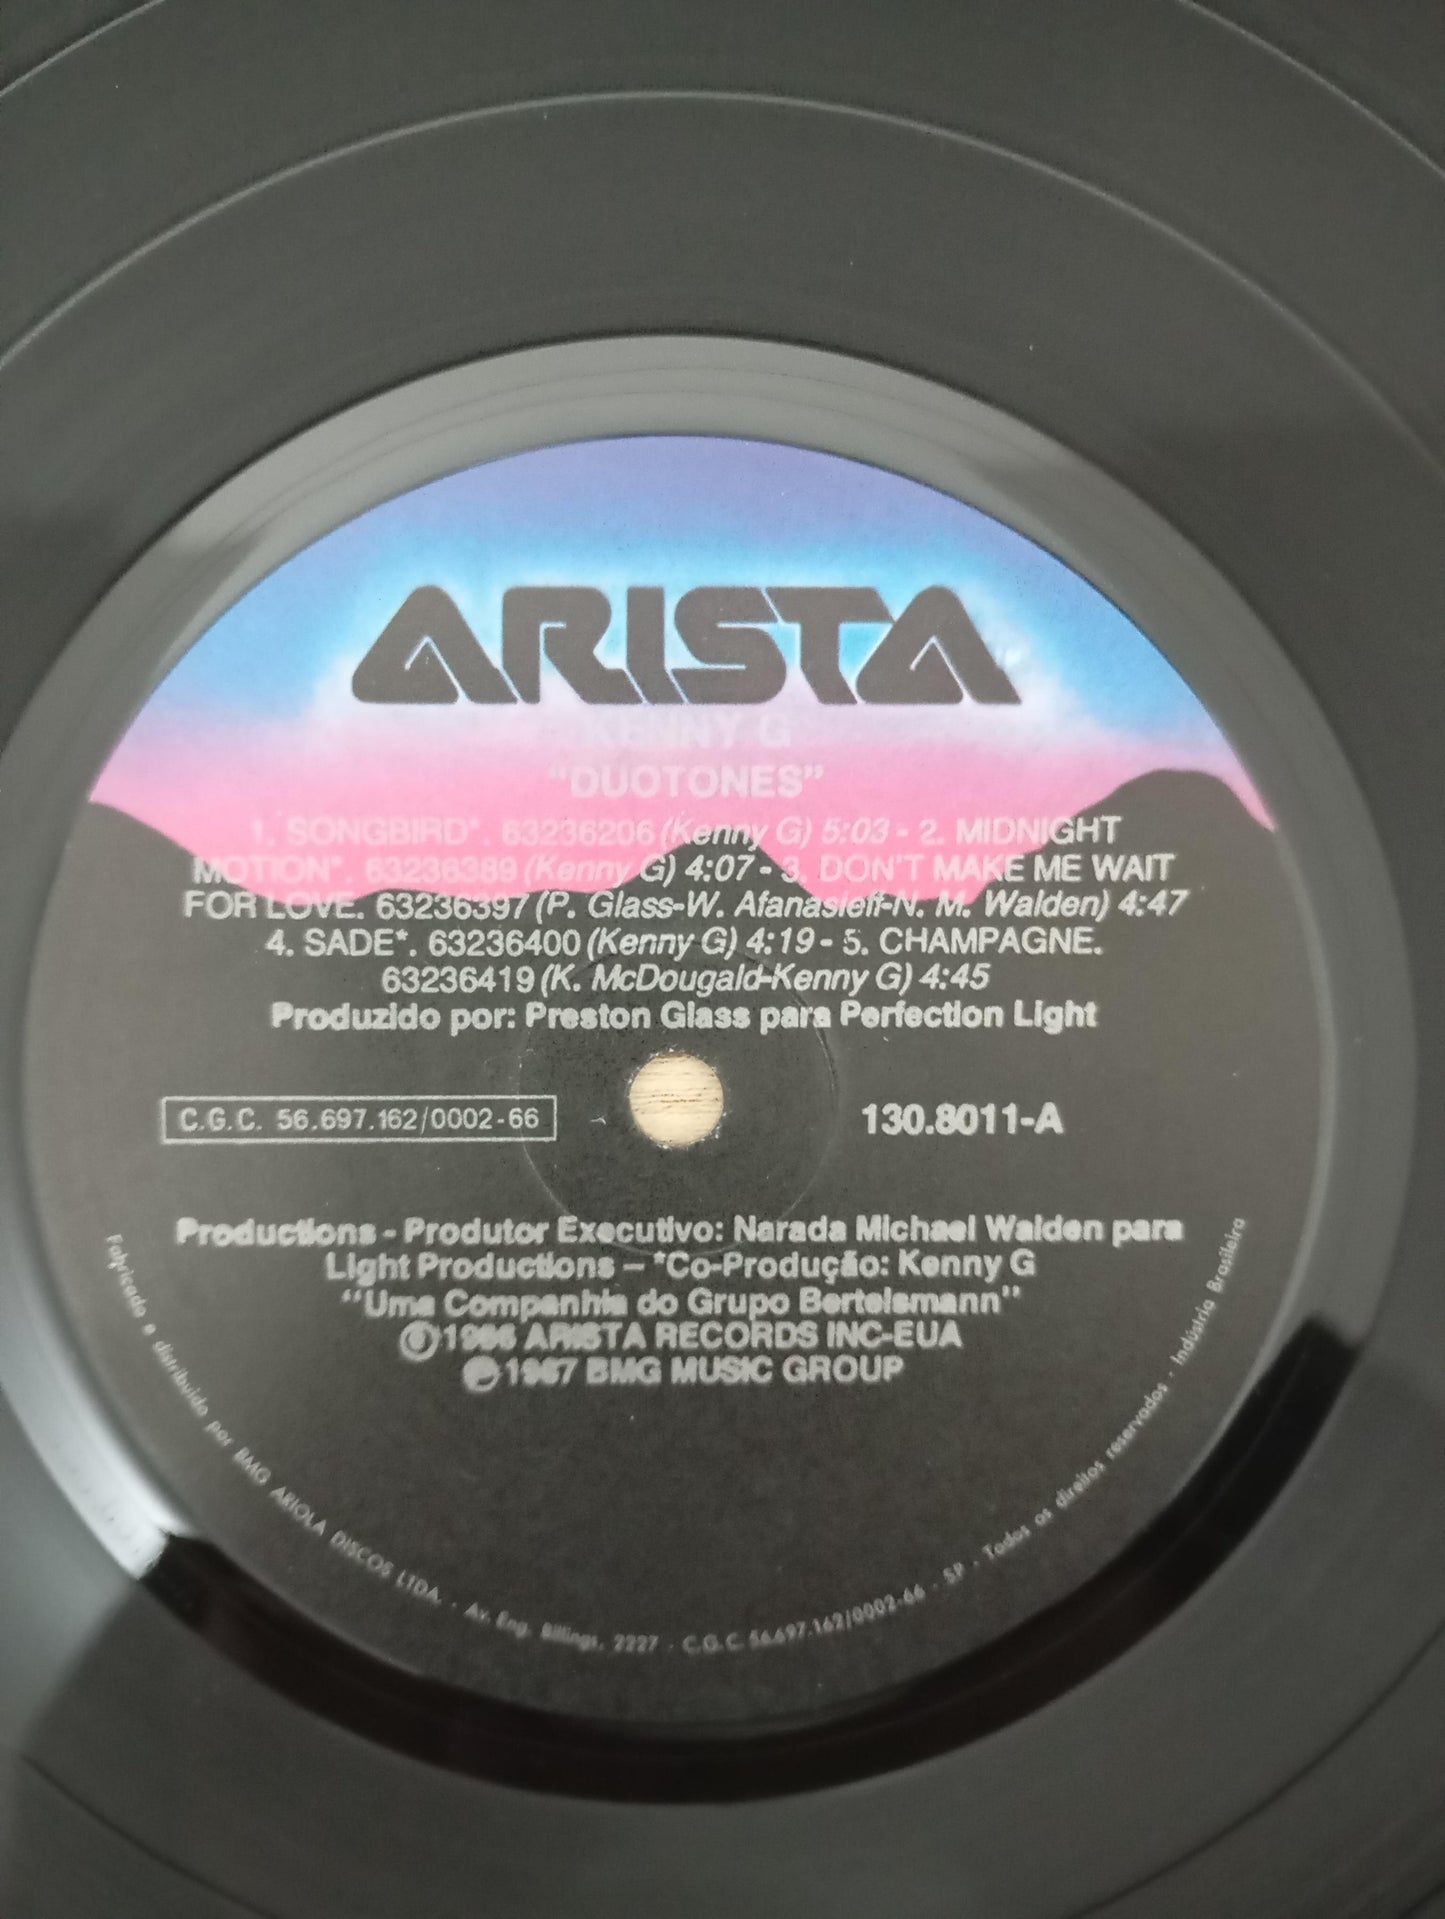 ARISTA
KENNY G
"DUOTONES"
1. SONGBIRD*. 63236206 (Kenny G) 5:03 - 2. MIDNIGHT
MOTION*. 63236389 (Kenny G) 4:07 - 3. DON'T MAKE ME WAIT
FOR LOVE. 63236397 (P. Glass-W. Afanasieff-N. M. Walden) 4:47
4. SADE*. 63236400 (Kenny G) 4:19 - 5. CHAMPAGNE.
63236419 (K. McDougald-Kenny G) 4:45
Produzido por: Preston Glass para Perfection Light
C.G.C. 56.697.162/0002-66
130.8011-A
Productions - Produtor Executivo: Narada Michael Walden para
Light Productions – *Co-Produção: Kenny G
"Uma Companhia do Grupo Bertelsmann"
℗ 1986 ARISTA RECORDS INC-EUA
1987 BMG MUSIC GROUP
Fabricado e distribuido por BMG ARIOLA DISCOS LTDA. - Av. Eng. Billings, 2227 - C.G.C. 56.697.162/0002-66 - SP - Todos os direitos reservados - Indústria Brasileira